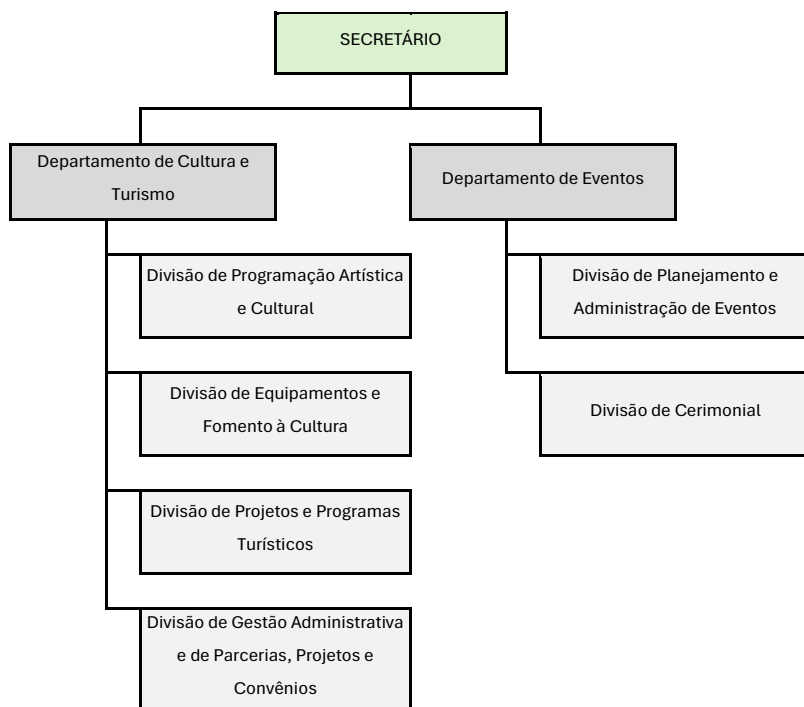 SECRETÁRIO
Departamento de Cultura e
Turismo
Departamento de Eventos
Divisão de Programação Artística
e Cultural
Divisão de Planejamento e
Administração de Eventos
Divisão de Equipamentos e
Fomento à Cultura
Divisão de Cerimonial
Divisão de Projetos e Programas
Turísticos
Divisão de Gestão Administrativa
e de Parcerias, Projetos e
Convênios